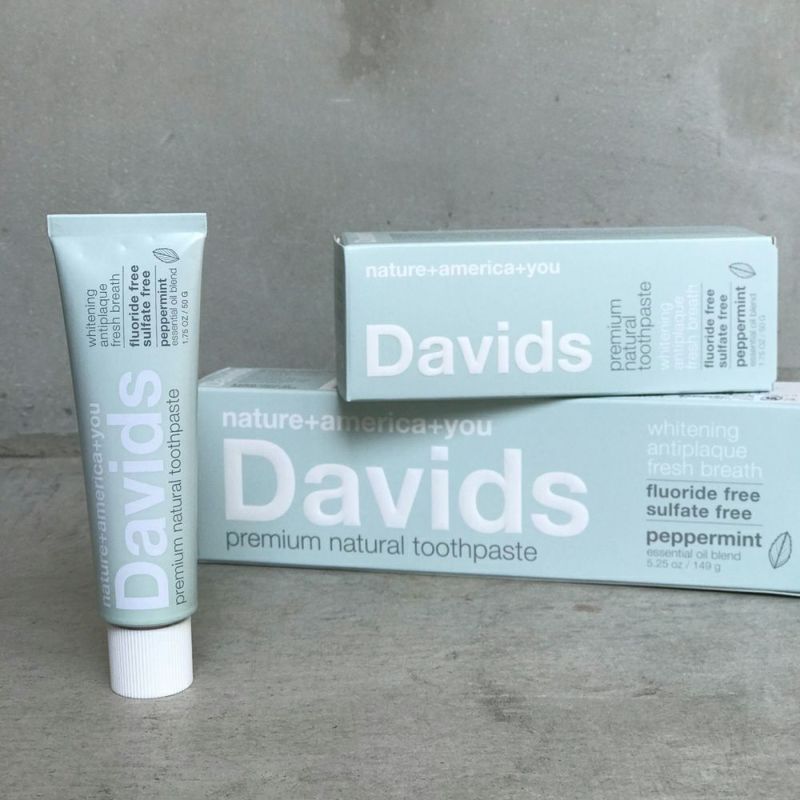 nature+america+you
Davids
premium natural toothpaste
whitening
antiplaque
fresh breath
fluoride free
sulfate free
peppermint
essential oil blend
1.75 OZ / 50 G
nature+america+you
Davids
premium
natural
toothpaste
whitening
antiplaque
fresh breath
fluoride free
sulfate free
peppermint
essential oil blend
1.75 OZ / 50 G
nature+america+you
Davids
premium natural toothpaste
whitening
antiplaque
fresh breath
fluoride free
sulfate free
peppermint
essential oil blend
5.25 oz / 149 g